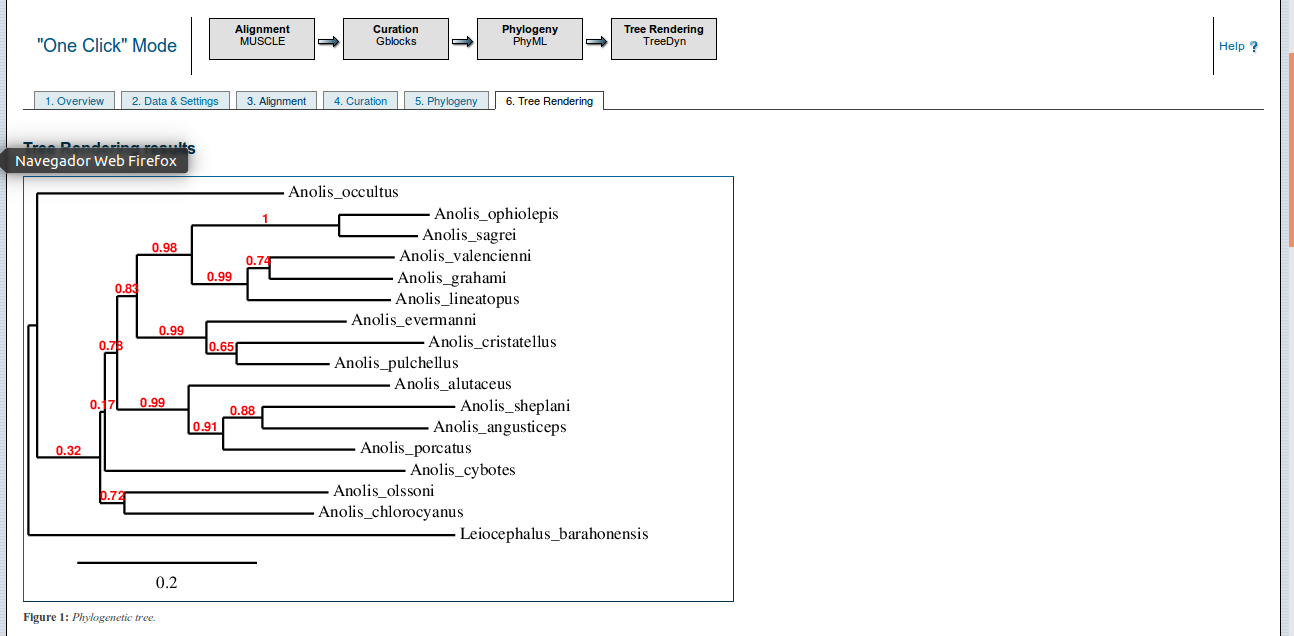 "One Click" Mode
Alignment
MUSCLE
Curation
Gblocks
Phylogeny
PhyML
Tree Rendering
TreeDyn
Help ?
1. Overview
2. Data & Settings
3. Alignment
4. Curation
5. Phylogeny
6. Tree Rendering
Tree Rendering results
Navegador Web Firefox
Anolis_occultus
1
Anolis_ophiolepis
Anolis_sagrei
0.98
Anolis_valencienni
0.74
0.99
Anolis_grahami
0.83
Anolis_lineatopus
Anolis_evermanni
0.99
Anolis_cristatellus
0.78
0.65
Anolis_pulchellus
Anolis_alutaceus
0.17
0.99
Anolis_sheplani
0.88
0.91
Anolis_angusticeps
0.32
Anolis_porcatus
Anolis_cybotes
0.72
Anolis_olssoni
Anolis_chlorocyanus
Leiocephalus_barahonensis
0.2
Figure 1: Phylogenetic tree.